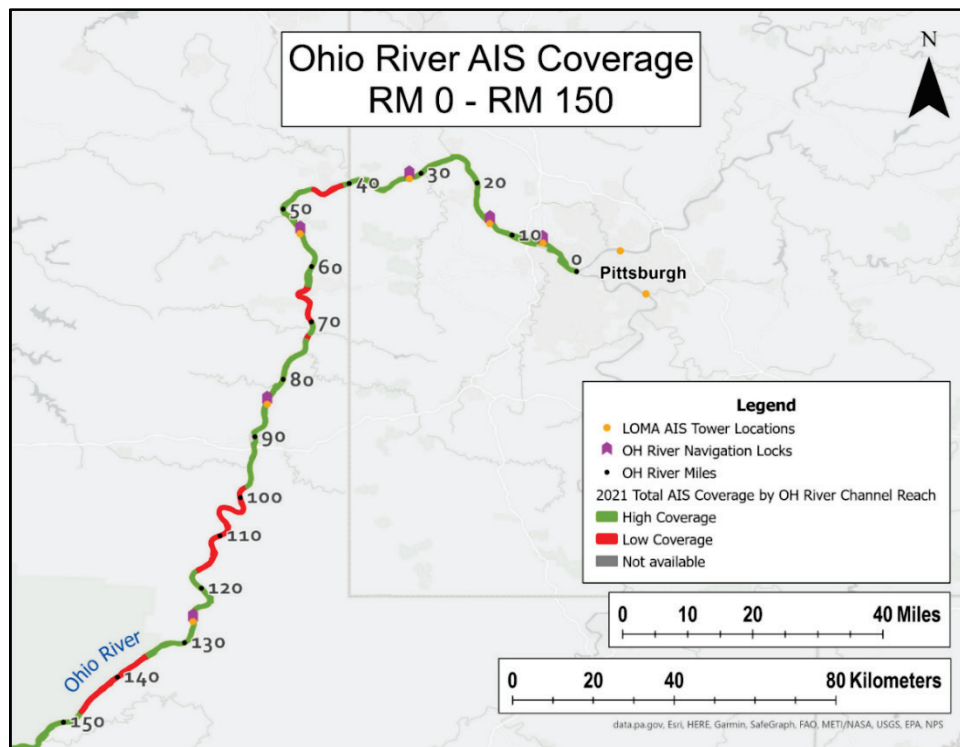 Ohio River AIS Coverage
RM 0 - RM 150
N
40
30
20
50
10
0
Pittsburgh
60
70
80
90
100
110
120
130
Ohio River
140
150
Legend
LOMA AIS Tower Locations
OH River Navigation Locks
OH River Miles
2021 Total AIS Coverage by OH River Channel Reach
High Coverage
Low Coverage
Not available
0 10 20 40 Miles
0 20 40 80 Kilometers
data.pa.gov, Esri, HERE, Garmin, SafeGraph, FAO, METI/NASA, USGS, EPA, NPS